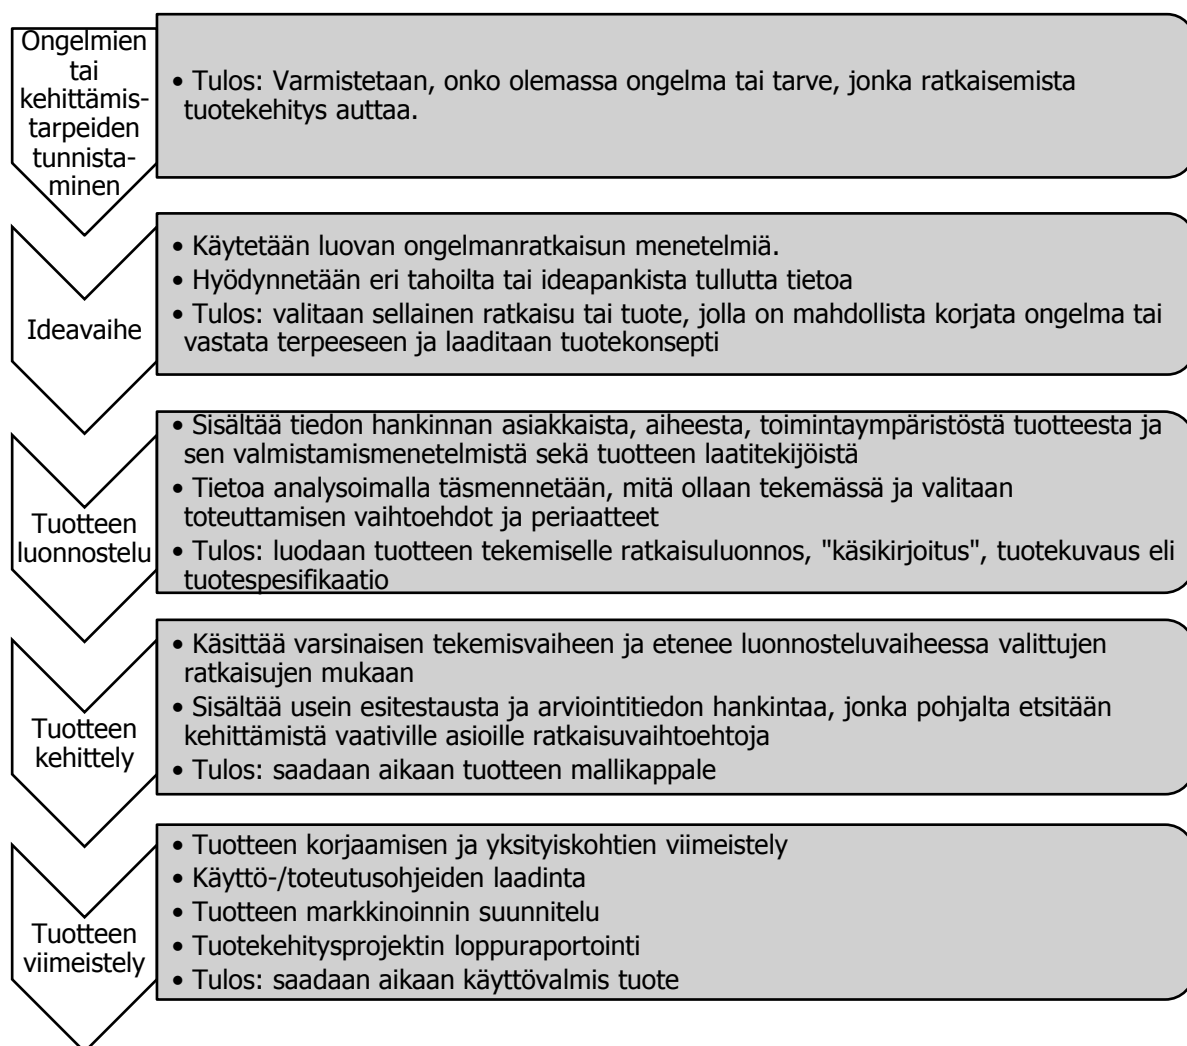 Ongelmien
tai
kehittämis-
tarpeiden
tunnista-
minen
• Tulos: Varmistetaan, onko olemassa ongelma tai tarve, jonka ratkaisemista
tuotekehitys auttaa.
Ideavaihe
• Käytetään luovan ongelmanratkaisun menetelmiä.
• Hyödynnetään eri tahoilta tai ideapankista tullutta tietoa
• Tulos: valitaan sellainen ratkaisu tai tuote, jolla on mahdollista korjata ongelma tai
vastata terpeeseen ja laaditaan tuotekonsepti
Tuotteen
luonnostelu
• Sisältää tiedon hankinnan asiakkaista, aiheesta, toimintaympäristöstä tuotteesta ja
sen valmistamismenetelmistä sekä tuotteen laatitekijöistä
• Tietoa analysoimalla täsmennetään, mitä ollaan tekemässä ja valitaan
toteuttamisen vaihtoehdot ja periaatteet
• Tulos: luodaan tuotteen tekemiselle ratkaisuluonnos, "käsikirjoitus", tuotekuvaus eli
tuotespesifikaatio
Tuotteen
kehittely
• Käsittää varsinaisen tekemisvaiheen ja etenee luonnosteluvaiheessa valittujen
ratkaisujen mukaan
• Sisältää usein esitestausta ja arviointitiedon hankintaa, jonka pohjalta etsitään
kehittämistä vaativille asioille ratkaisuvaihtoehtoja
• Tulos: saadaan aikaan tuotteen mallikappale
Tuotteen
viimeistely
• Tuotteen korjaamisen ja yksityiskohtien viimeistely
• Käyttö-/toteutusohjeiden laadinta
• Tuotteen markkinoinnin suunnitelu
• Tuotekehitysprojektin loppuraportointi
• Tulos: saadaan aikaan käyttövalmis tuote